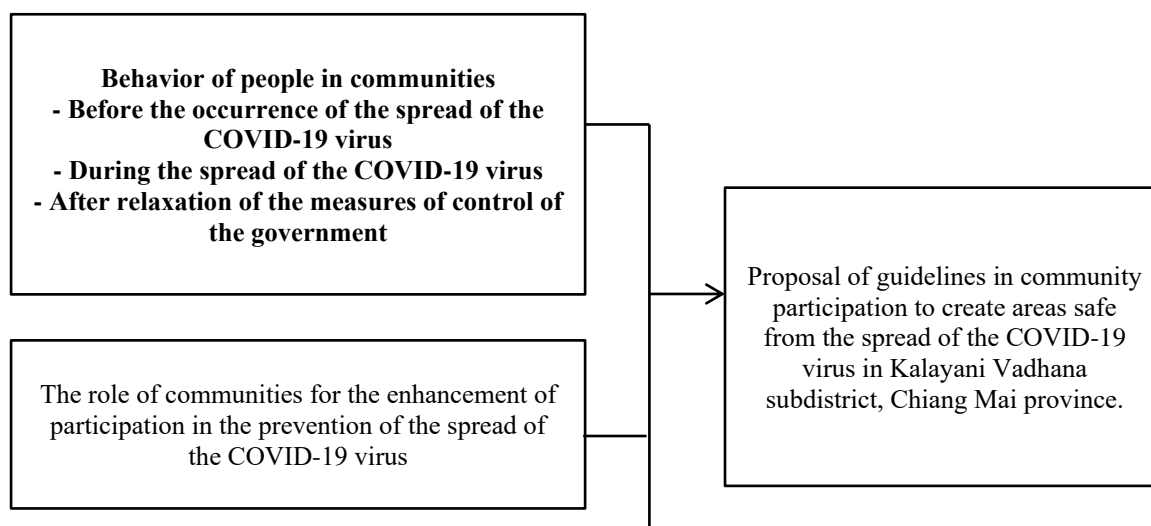 Behavior of people in communities
- Before the occurrence of the spread of the
COVID-19 virus
- During the spread of the COVID-19 virus
- After relaxation of the measures of control of
the government
The role of communities for the enhancement of
participation in the prevention of the spread of
the COVID-19 virus
Proposal of guidelines in community
participation to create areas safe
from the spread of the COVID-19
virus in Kalayani Vadhana
subdistrict, Chiang Mai province.